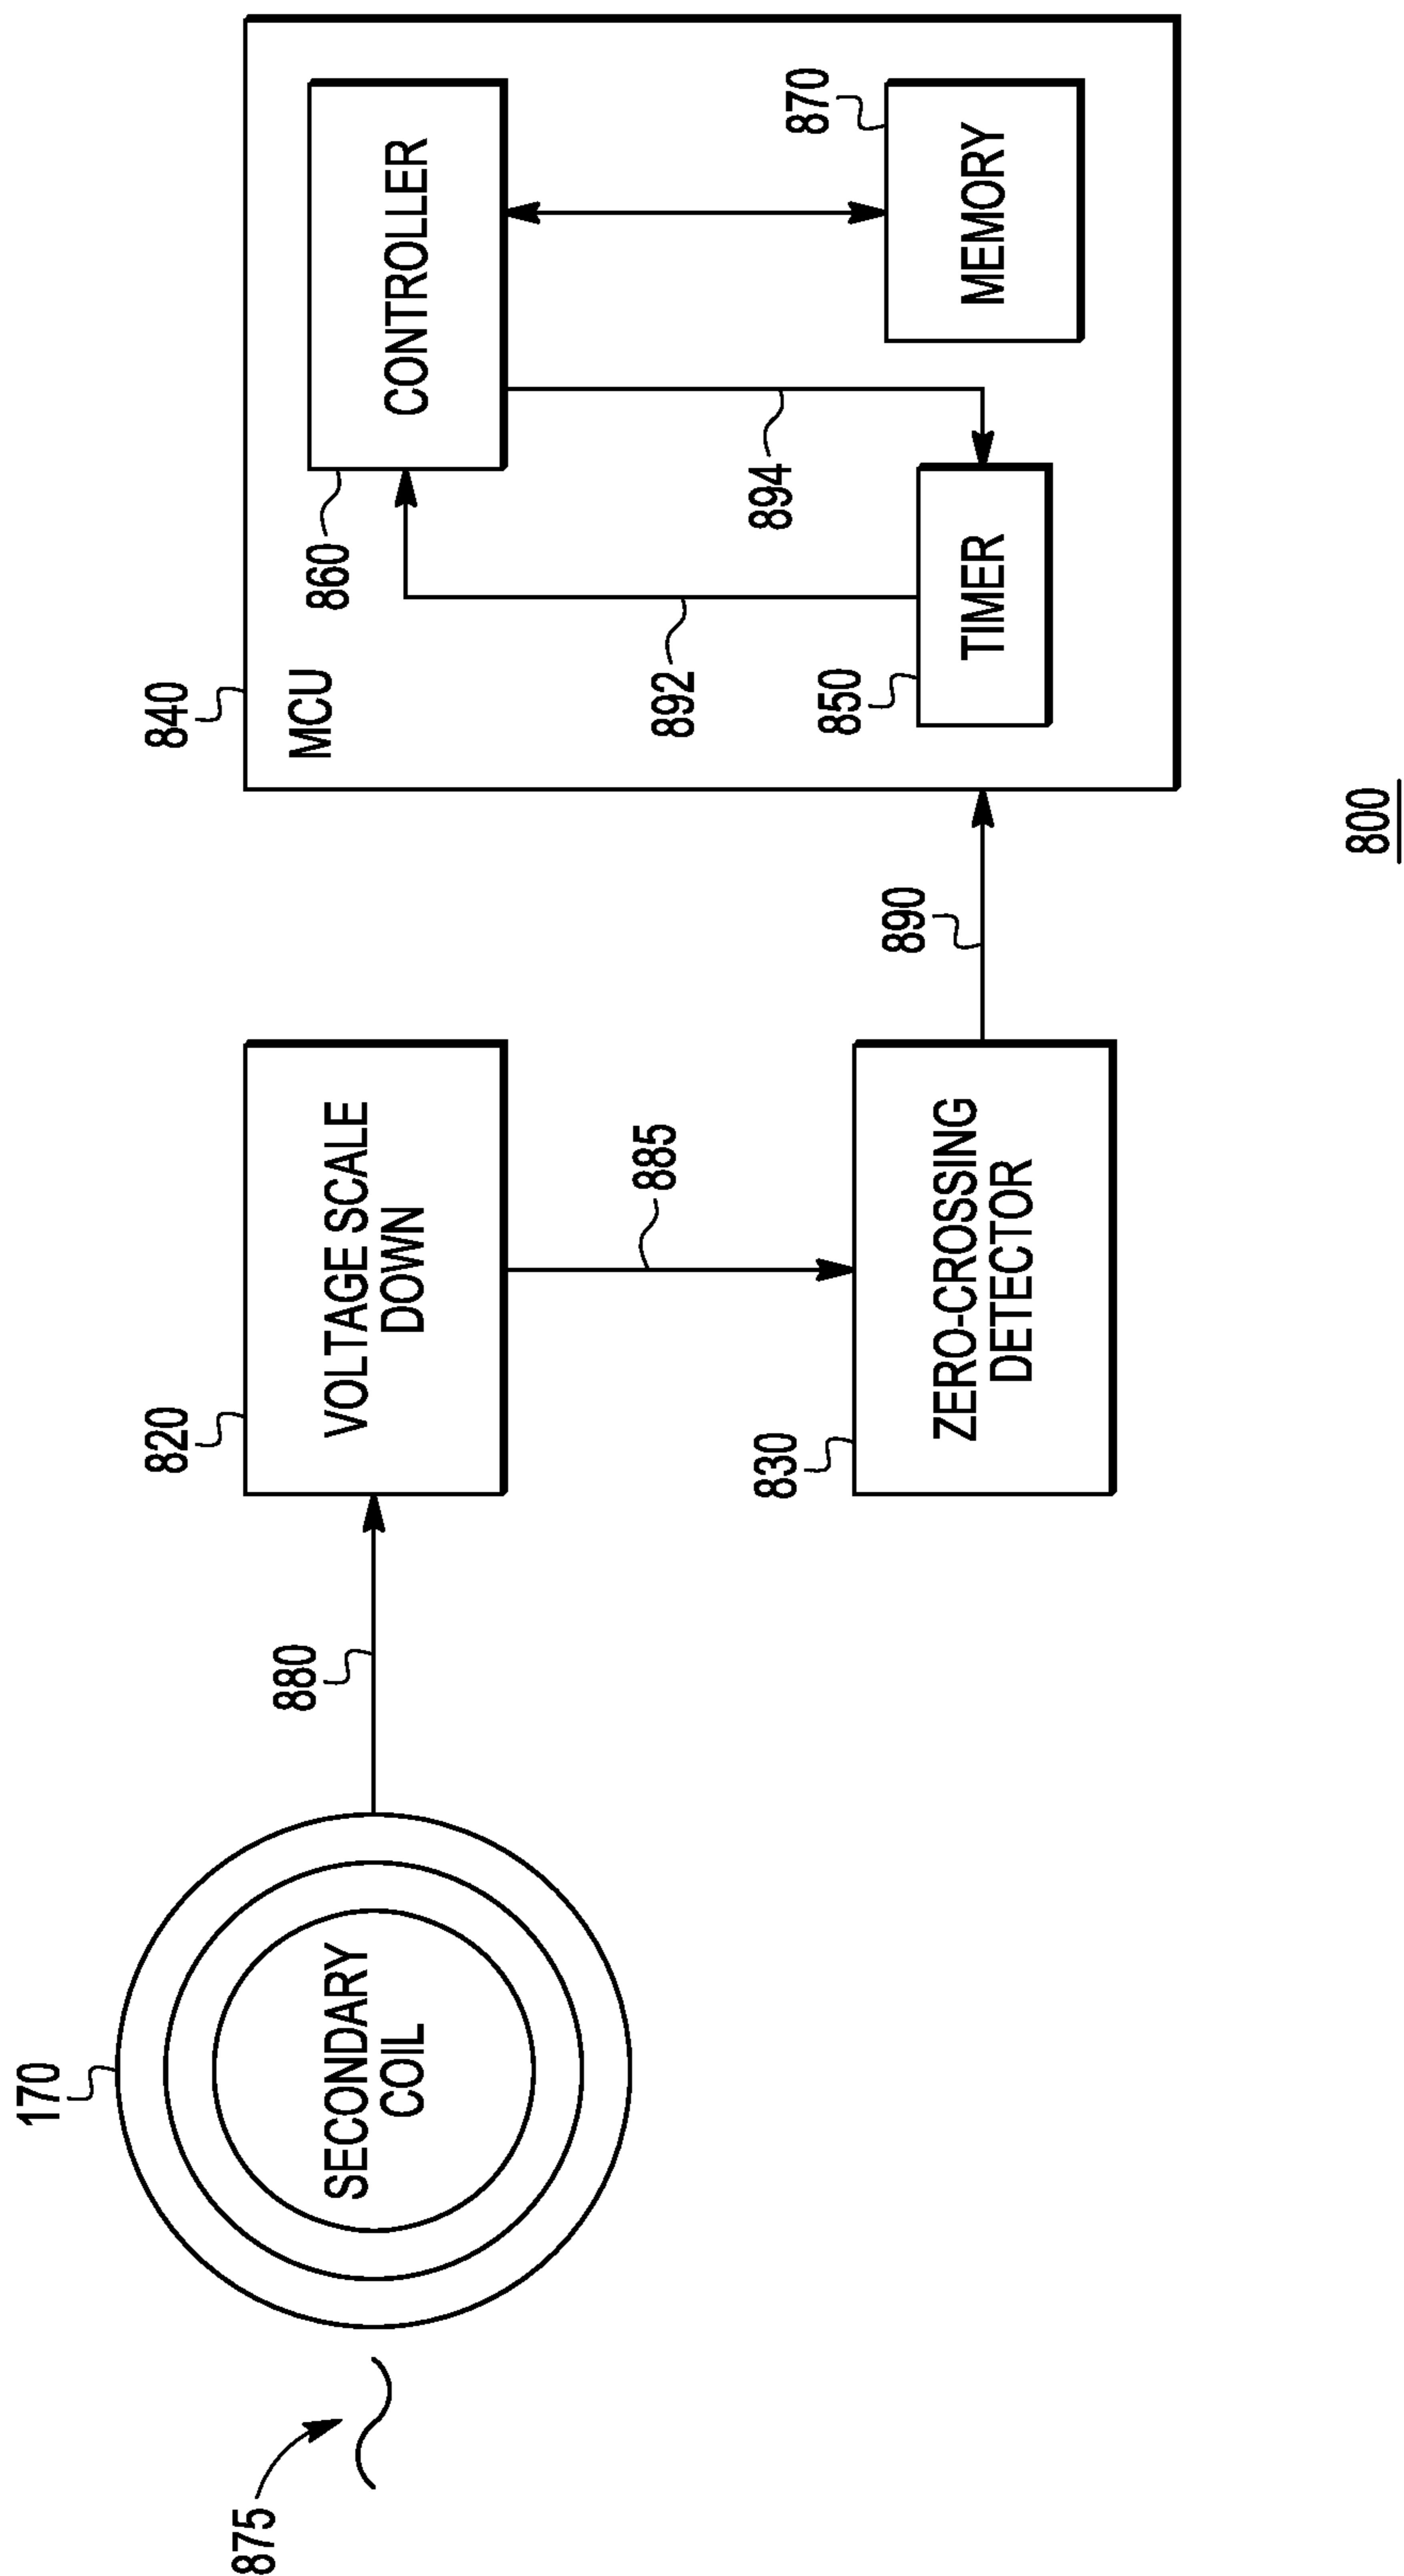 875
170
SECONDARY
COIL
880
820
VOLTAGE SCALE
DOWN
885
830
ZERO-CROSSING
DETECTOR
890
840
MCU
860
CONTROLLER
892
894
850
TIMER
870
MEMORY
800